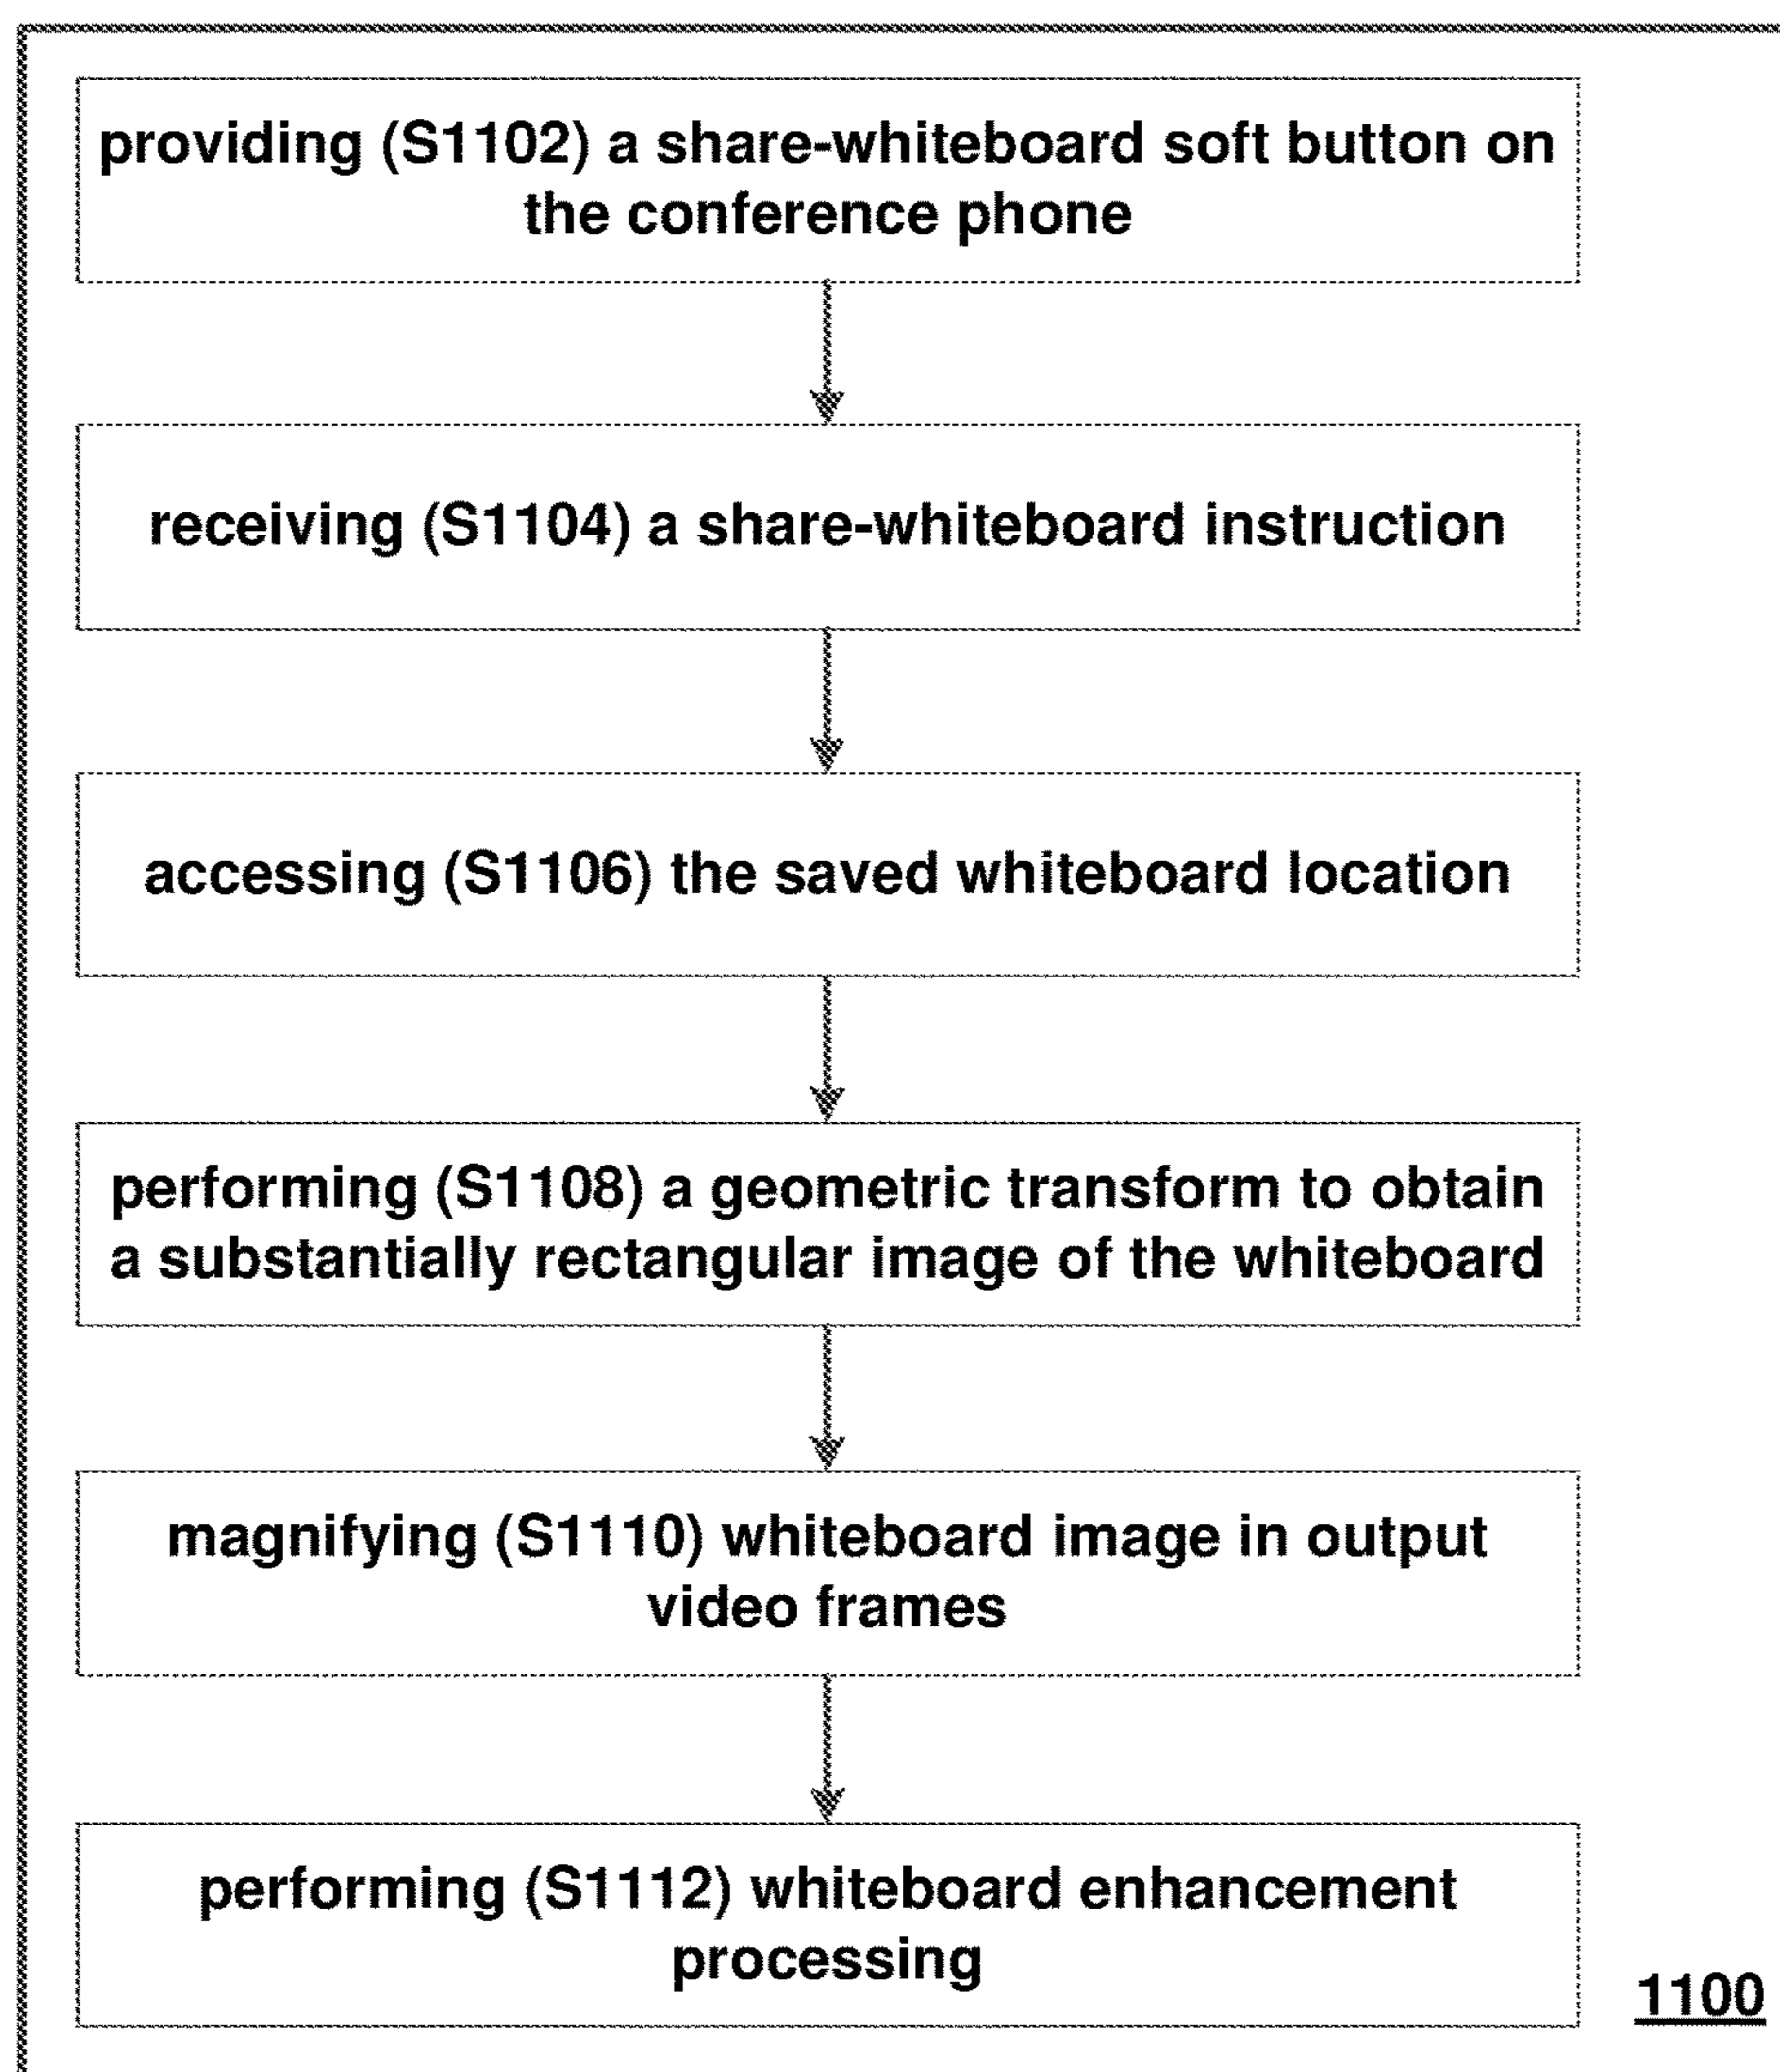 providing (S1102) a share-whiteboard soft button on
the conference phone
receiving (S1104) a share-whiteboard instruction
accessing (S1106) the saved whiteboard location
performing (S1108) a geometric transform to obtain
a substantially rectangular image of the whiteboard
magnifying (S1110) whiteboard image in output
video frames
performing (S1112) whiteboard enhancement
processing
1100